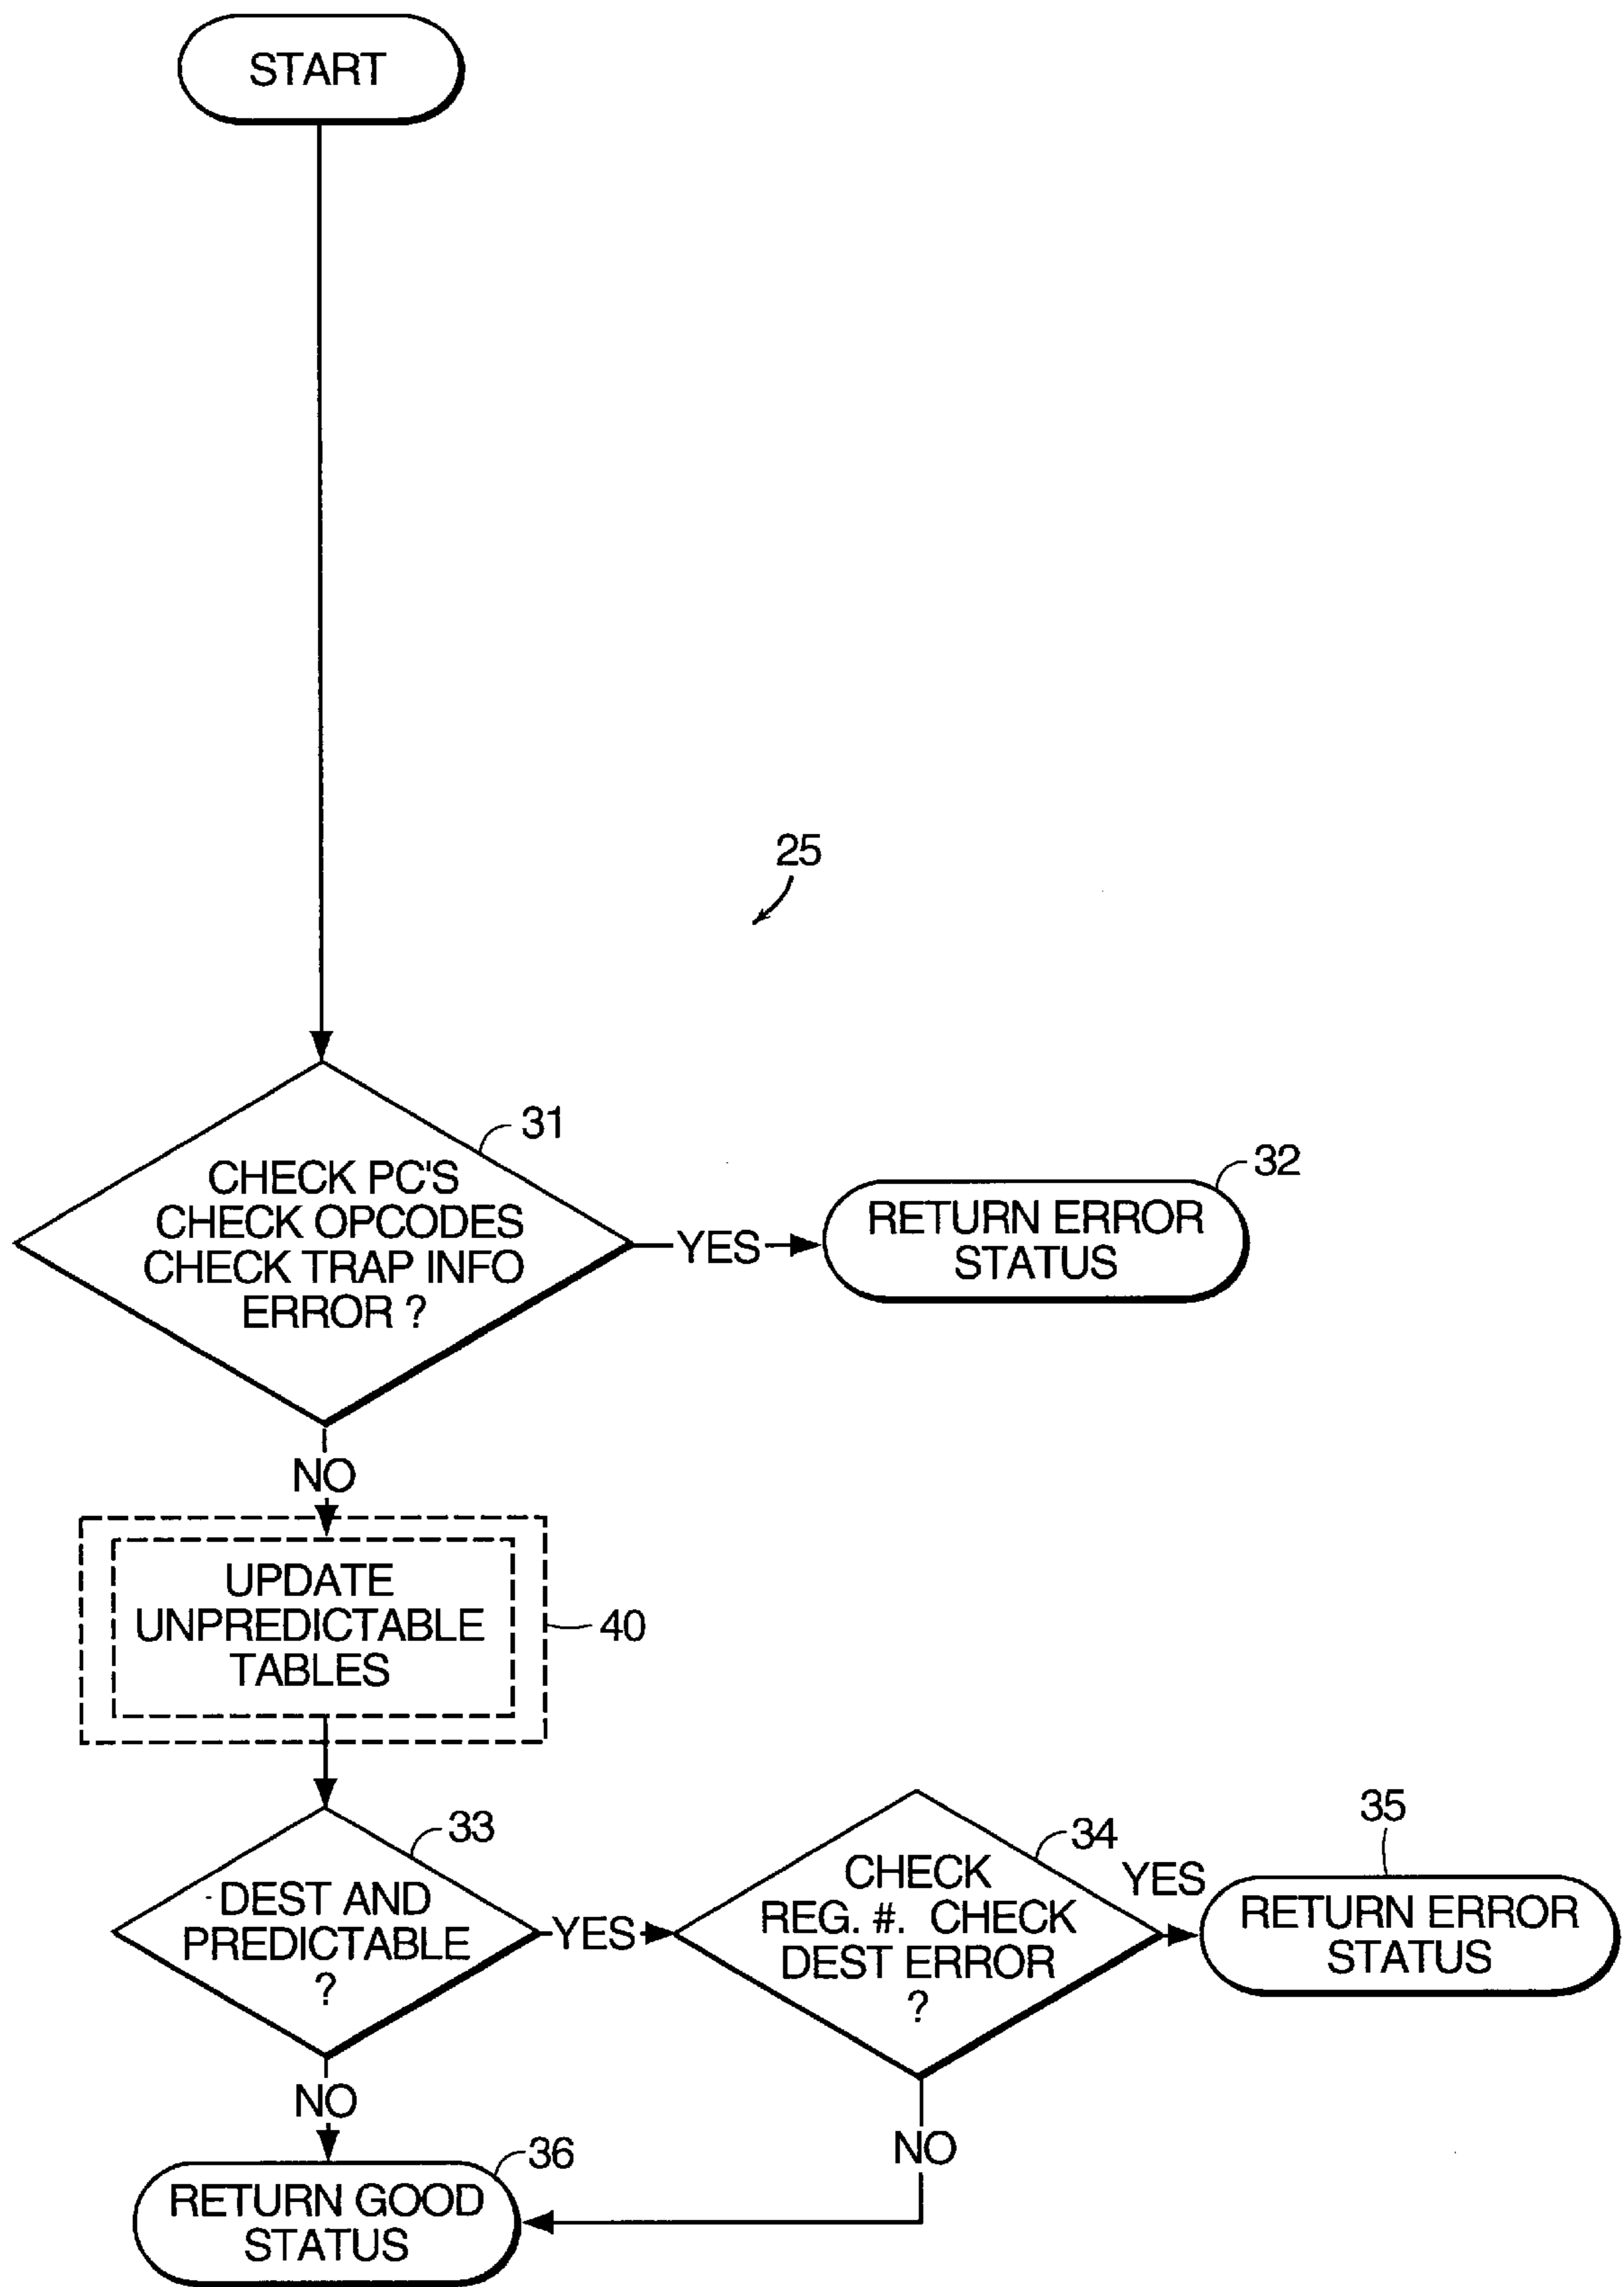 START
25
31
CHECK PC'S
CHECK OPCODES
CHECK TRAP INFO
ERROR ?
YES
32
RETURN ERROR
STATUS
NO
UPDATE
UNPREDICTABLE
TABLES
40
33
DEST AND
PREDICTABLE
?
YES
34
CHECK
REG. #. CHECK
DEST ERROR
?
YES
35
RETURN ERROR
STATUS
NO
NO
36
RETURN GOOD
STATUS